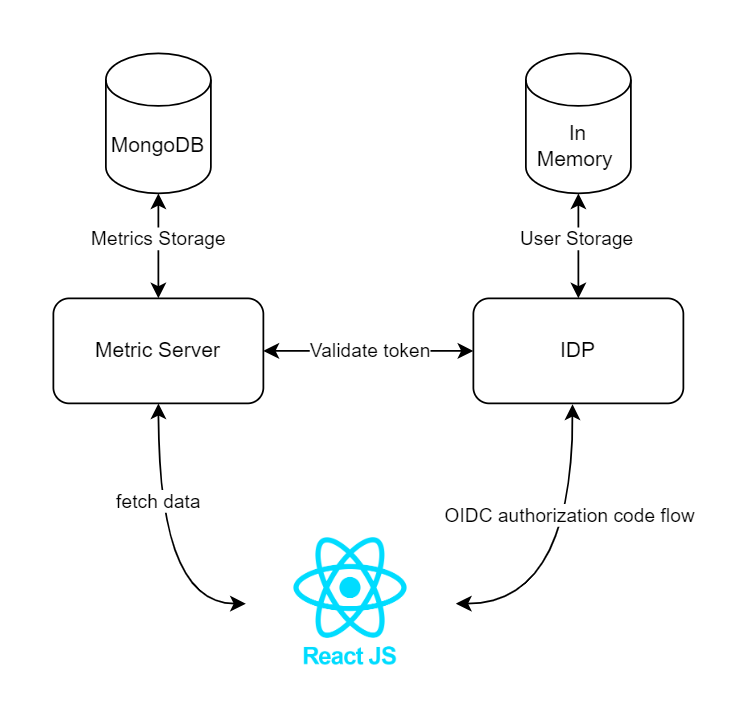 MongoDB
In
Memory
Metrics Storage
User Storage
Metric Server
Validate token
IDP
fetch data
OIDC authorization code flow
React JS